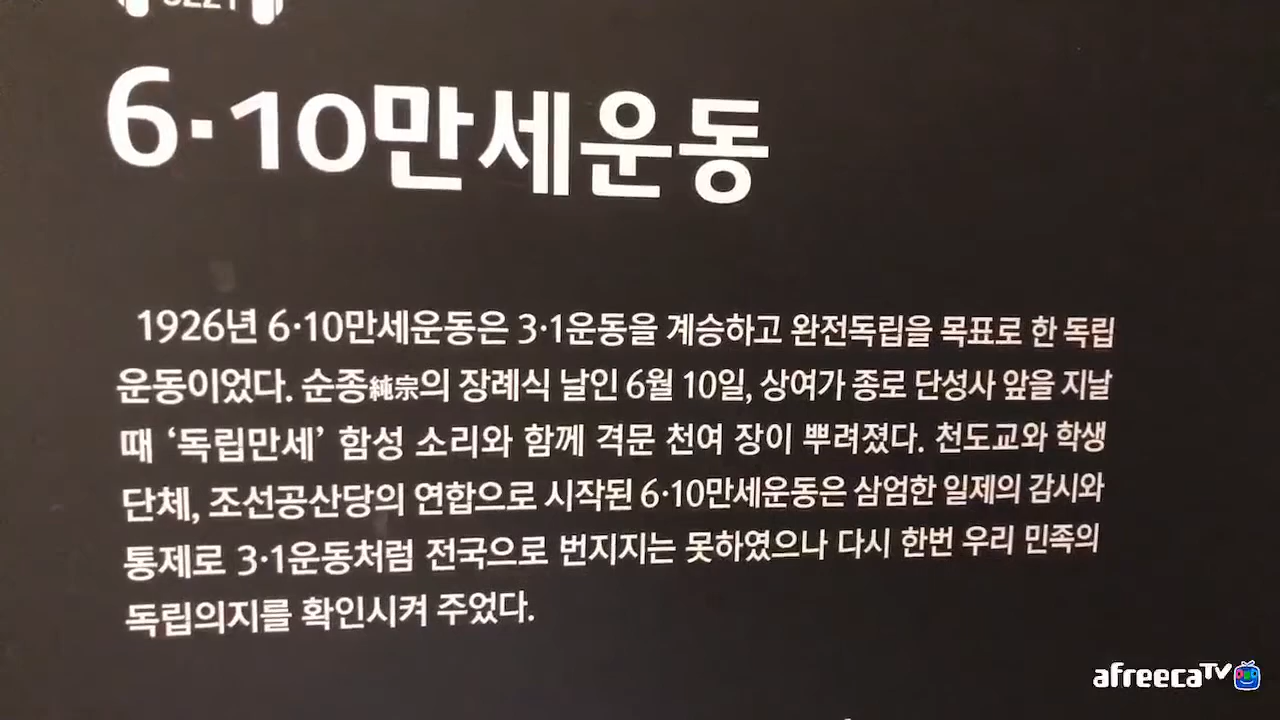 6·10만세운동
1926년 6·10만세운동은 3·1운동을 계승하고 완전독립을 목표로 한 독립
운동이었다. 순종純宗의 장례식 날인 6월 10일, 상여가 종로 단성사 앞을 지날
때 ‘독립만세’ 함성 소리와 함께 격문 천여 장이 뿌려졌다. 천도교와 학생
단체, 조선공산당의 연합으로 시작된 6·10만세운동은 삼엄한 일제의 감시와
통제로 3·1운동처럼 전국으로 번지지는 못하였으나 다시 한번 우리 민족의
독립의지를 확인시켜 주었다.
afreecaTV